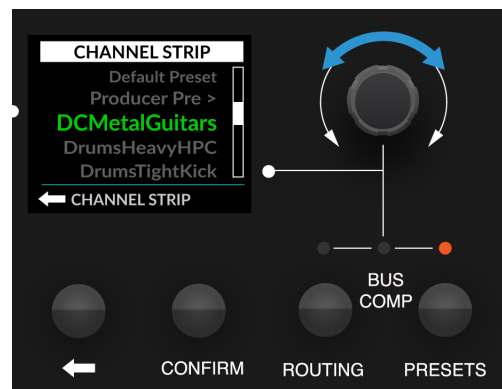 CHANNEL STRIP
Default Preset
Producer Pre >
DCMetalGuitars
DrumsHeavyHPC
DrumsTightKick
CHANNEL STRIP
BUS
COMP
CONFIRM
ROUTING
PRESETS